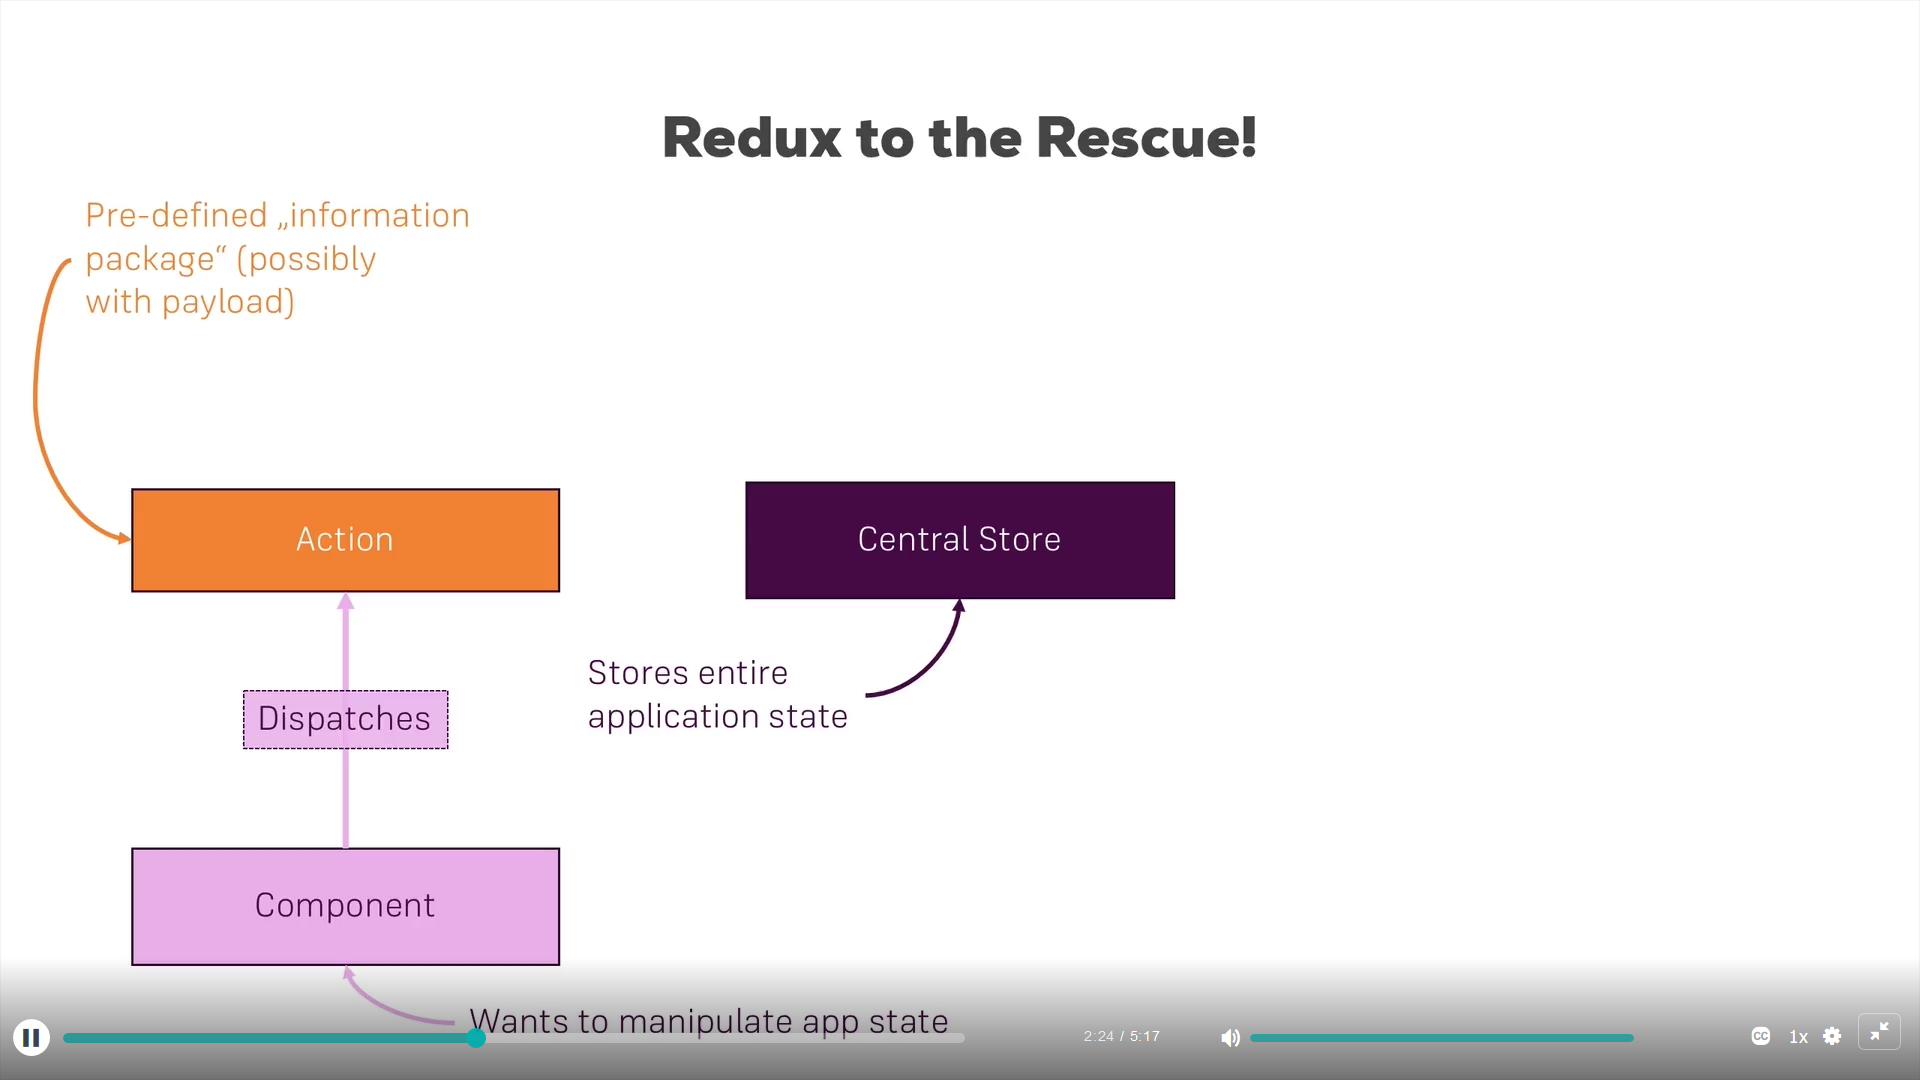 Redux to the Rescue!
Pre-defined „information
package“ (possibly
with payload)
Action
Central Store
Stores entire
application state
Dispatches
Component
Wants to manipulate app state
2:24 / 5:17
CC
1x